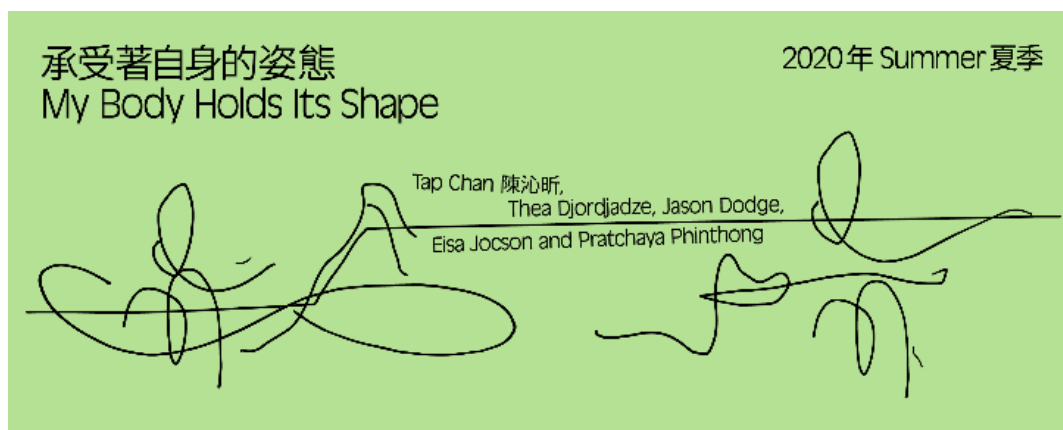 承受著自身的姿態
My Body Holds Its Shape
2020年 Summer 夏季
Tap Chan 陳沁昕,
Thea Djordjadze, Jason Dodge,
Eisa Jocson and Pratchaya Phinthong